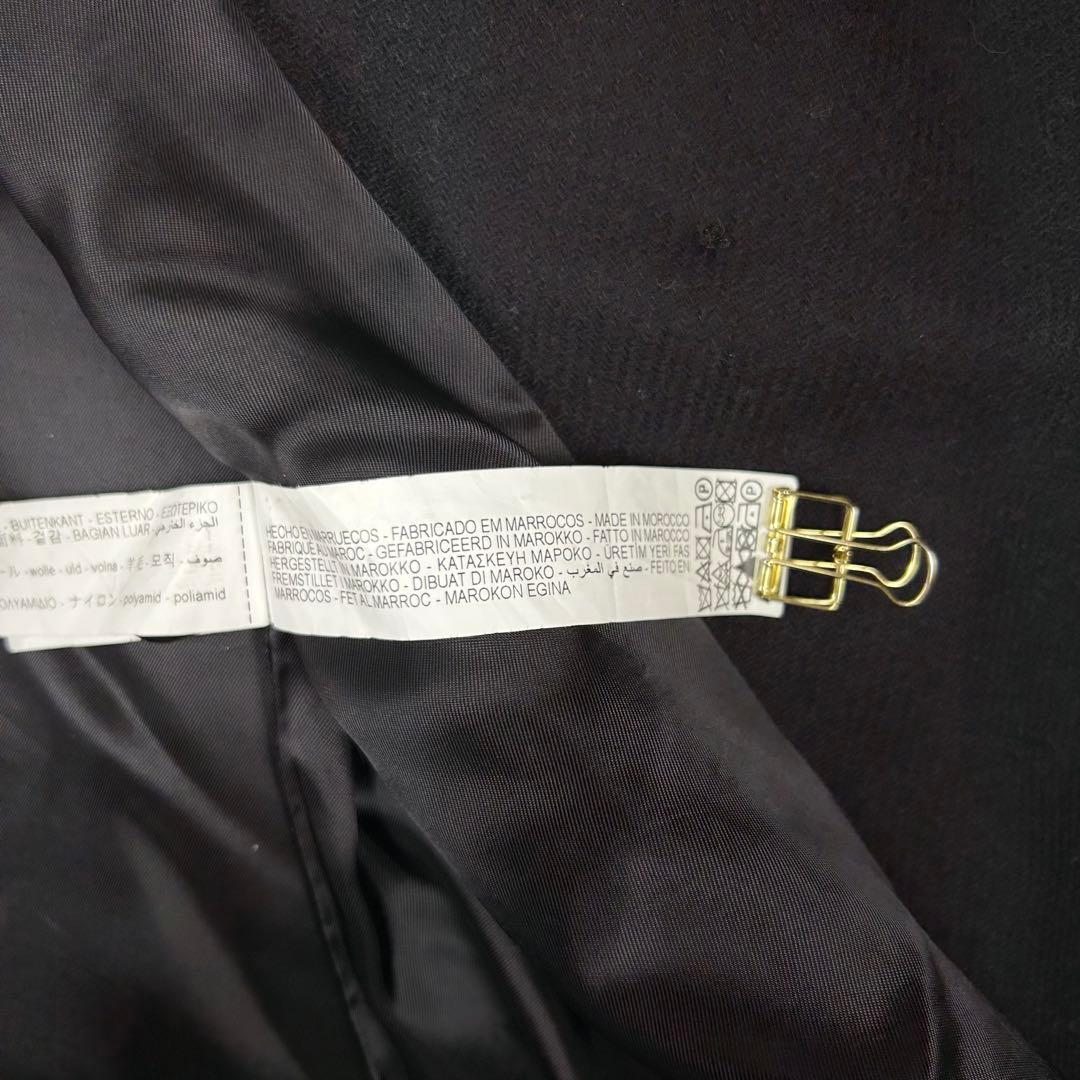 BUITENKANT - ESTERNO - ΕΞΩΤΕΡΙΚΟ
겉감 - BAGIAN LUAR - الجزء الخارجي
ール - wolle - uld - volna - 羊毛 - 모직 - صوف -
ΠΟΛΥΑΜΙΔΙΟ - ナイロン - polyamid - poliamid
HECHO EN MARRUECOS - FABRICADO EM MARROCOS - MADE IN MOROCCO
FABRIQUÉ AU MAROC - GEFABRICEERD IN MAROKKO - FATTO IN MAROCCO
HERGESTELLT IN MAROKKO - ΚΑΤΑΣΚΕΥΗ ΜΑΡΟΚΟ - ÜRETİM YERİ FAS
FREMSTILLET I MAROKKO - DIBUAT DI MAROKO - صنع في المغرب - FEITO EN
MARROCOS - FET AL MARROC - MAROKON EGINA
P